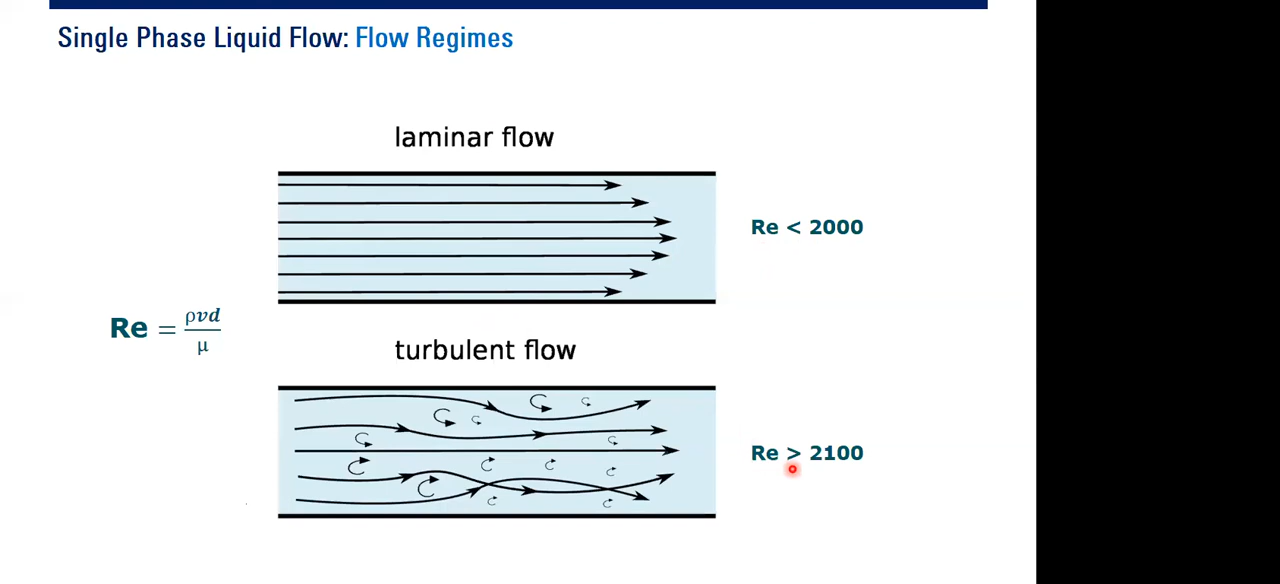 Single Phase Liquid Flow: Flow Regimes
laminar flow
Re < 2000
Re = ρvd/μ
turbulent flow
Re > 2100